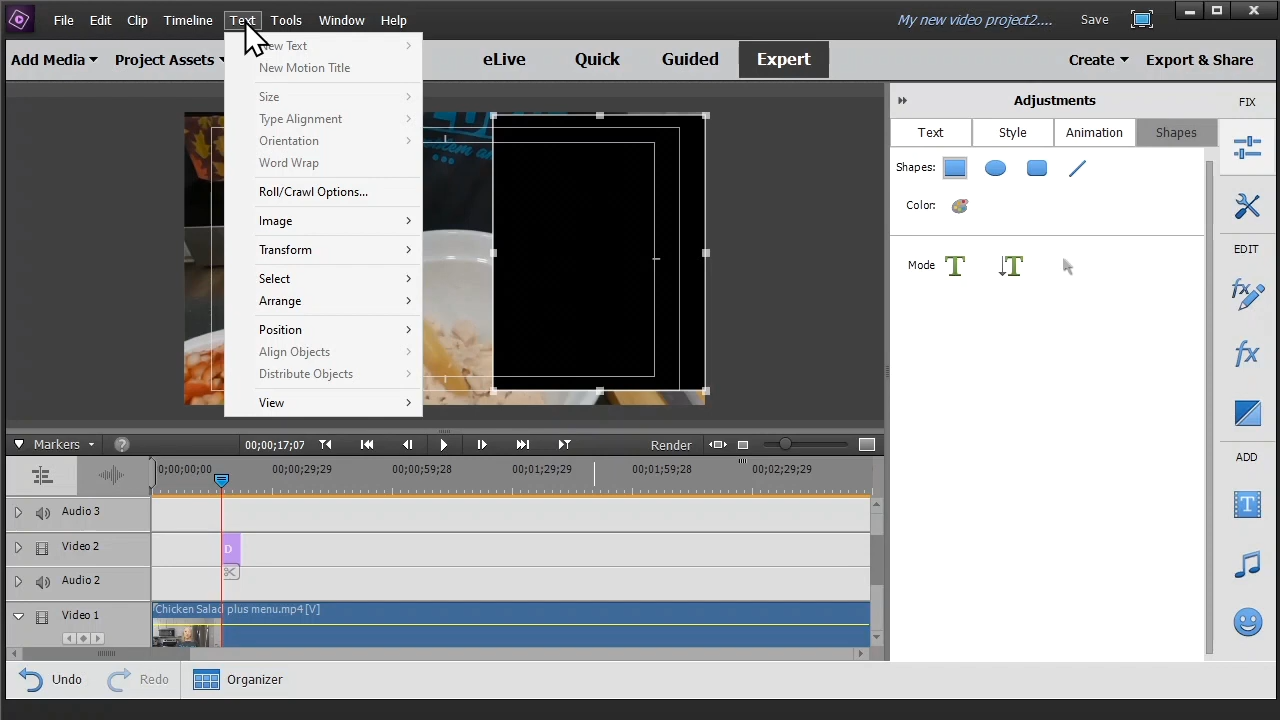 File Edit Clip Timeline Text Tools Window Help My new video project2.... Save
Add Media Project Assets eLive Quick Guided Expert Create Export & Share
New Text
New Motion Title
Size
Type Alignment
Orientation
Word Wrap
Roll/Crawl Options...
Image
Transform
Select
Arrange
Position
Align Objects
Distribute Objects
View
Adjustments FIX
Text Style Animation Shapes
Shapes:
Color:
Mode T T
EDIT
fx
fx
ADD
T
Markers ? 00;00;17;07 Render
0;00;00;00 00;00;29;29 00;00;59;28 00;01;29;29 00;01;59;28 00;02;29;29
Audio 3
Video 2 D
Audio 2
Video 1 Chicken Salad plus menu.mp4 [V]
Undo Redo Organizer